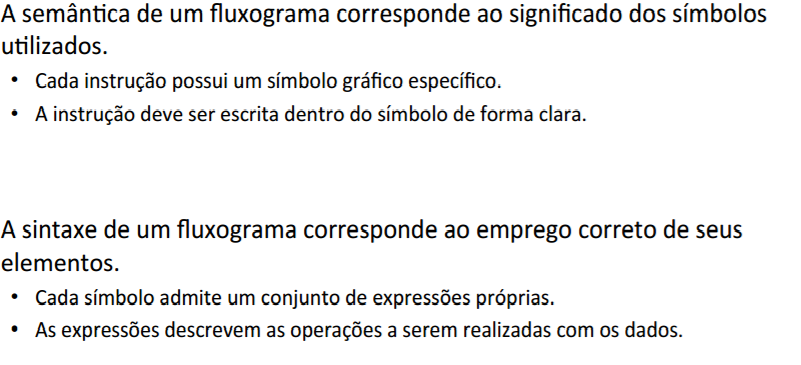 A semântica de um fluxograma corresponde ao significado dos símbolos
utilizados.
• Cada instrução possui um símbolo gráfico específico.
• A instrução deve ser escrita dentro do símbolo de forma clara.
A sintaxe de um fluxograma corresponde ao emprego correto de seus
elementos.
• Cada símbolo admite um conjunto de expressões próprias.
• As expressões descrevem as operações a serem realizadas com os dados.